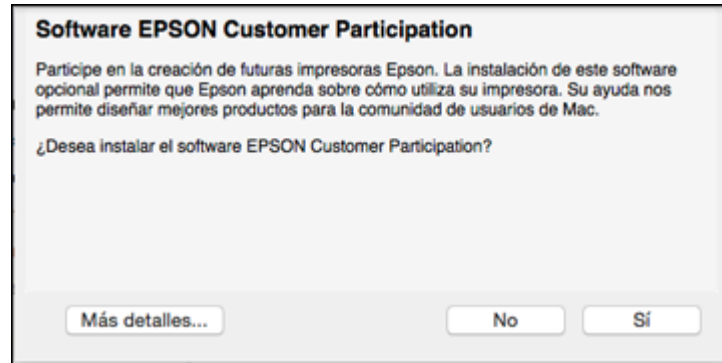 Software EPSON Customer Participation
Participe en la creación de futuras impresoras Epson. La instalación de este software
opcional permite que Epson aprenda sobre cómo utiliza su impresora. Su ayuda nos
permite diseñar mejores productos para la comunidad de usuarios de Mac.
¿Desea instalar el software EPSON Customer Participation?
Más detalles...
No
Sí